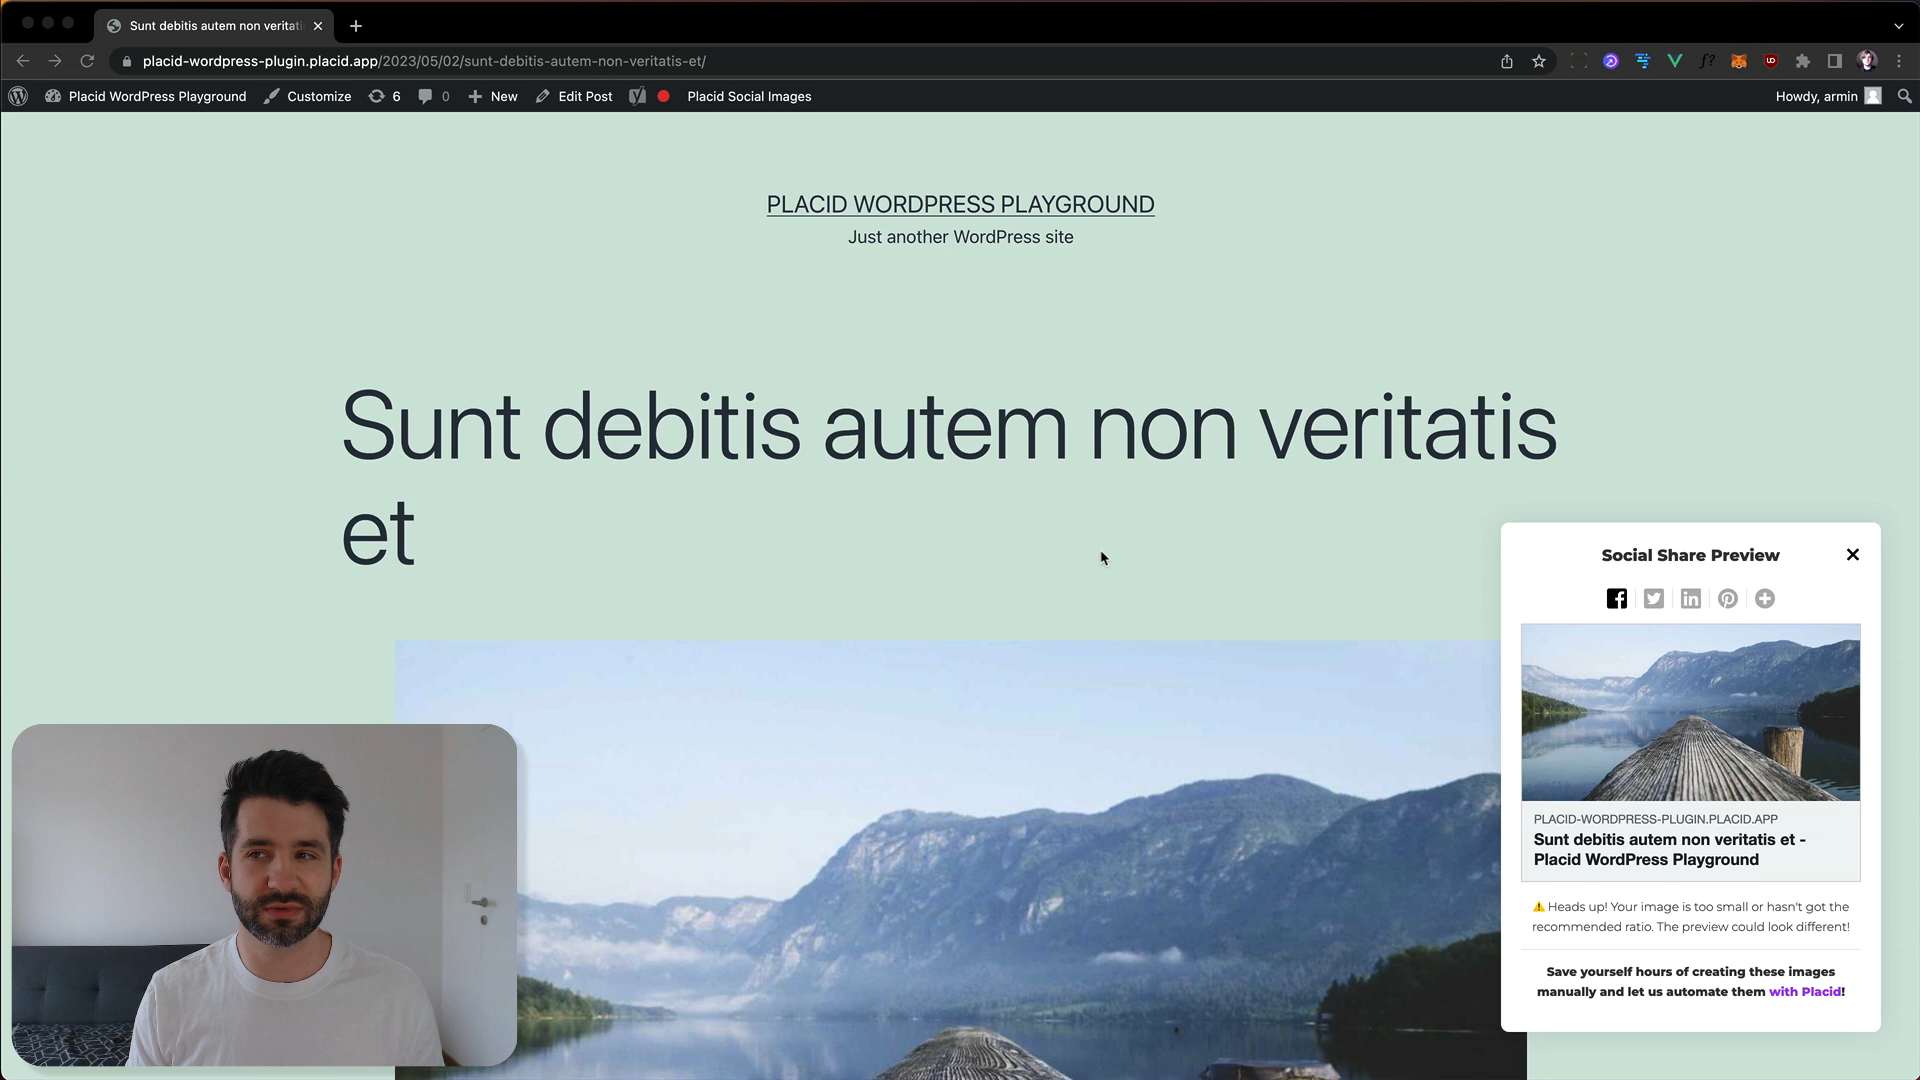 Sunt debitis autem non veritati
placid-wordpress-plugin.placid.app/2023/05/02/sunt-debitis-autem-non-veritatis-et/
f?
UD
Placid WordPress Playground Customize 6 0 New Edit Post Placid Social Images Howdy, armin
PLACID WORDPRESS PLAYGROUND
Just another WordPress site
Sunt debitis autem non veritatis
et
Social Share Preview
PLACID-WORDPRESS-PLUGIN.PLACID.APP
Sunt debitis autem non veritatis et -
Placid WordPress Playground
⚠️ Heads up! Your image is too small or hasn't got the
recommended ratio. The preview could look different!
Save yourself hours of creating these images
manually and let us automate them with Placid!